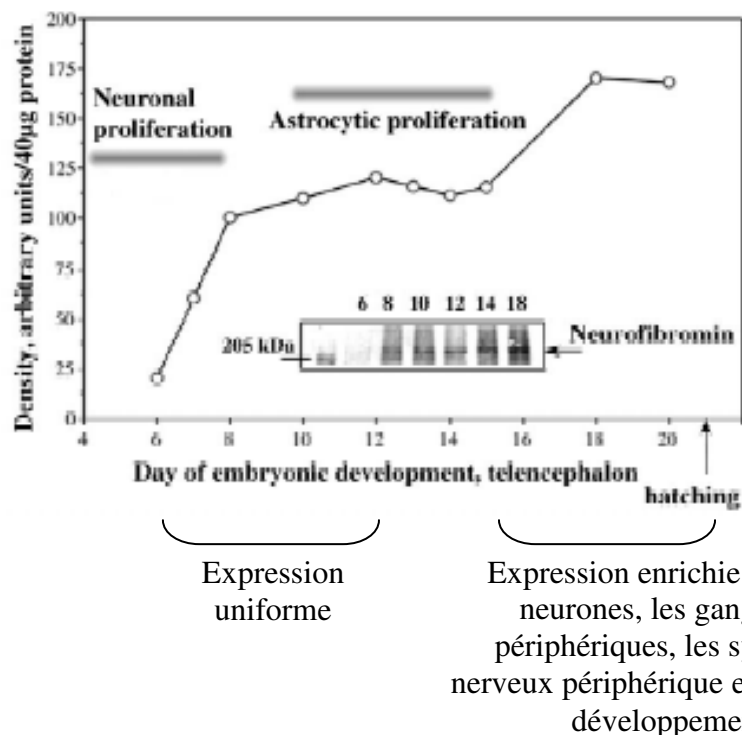 200
175
150
125
100
75
50
25
0
Density, arbitrary units/40µg protein
Neuronal
proliferation
Astrocytic proliferation
6 8 10 12 14 18
205 kDa
Neurofibromin
4 6 8 10 12 14 16 18 20
Day of embryonic development, telencephalon
hatching
Expression
uniforme
Expression enrichie
neurones, les gan
périphériques, les s
nerveux périphérique e
développeme